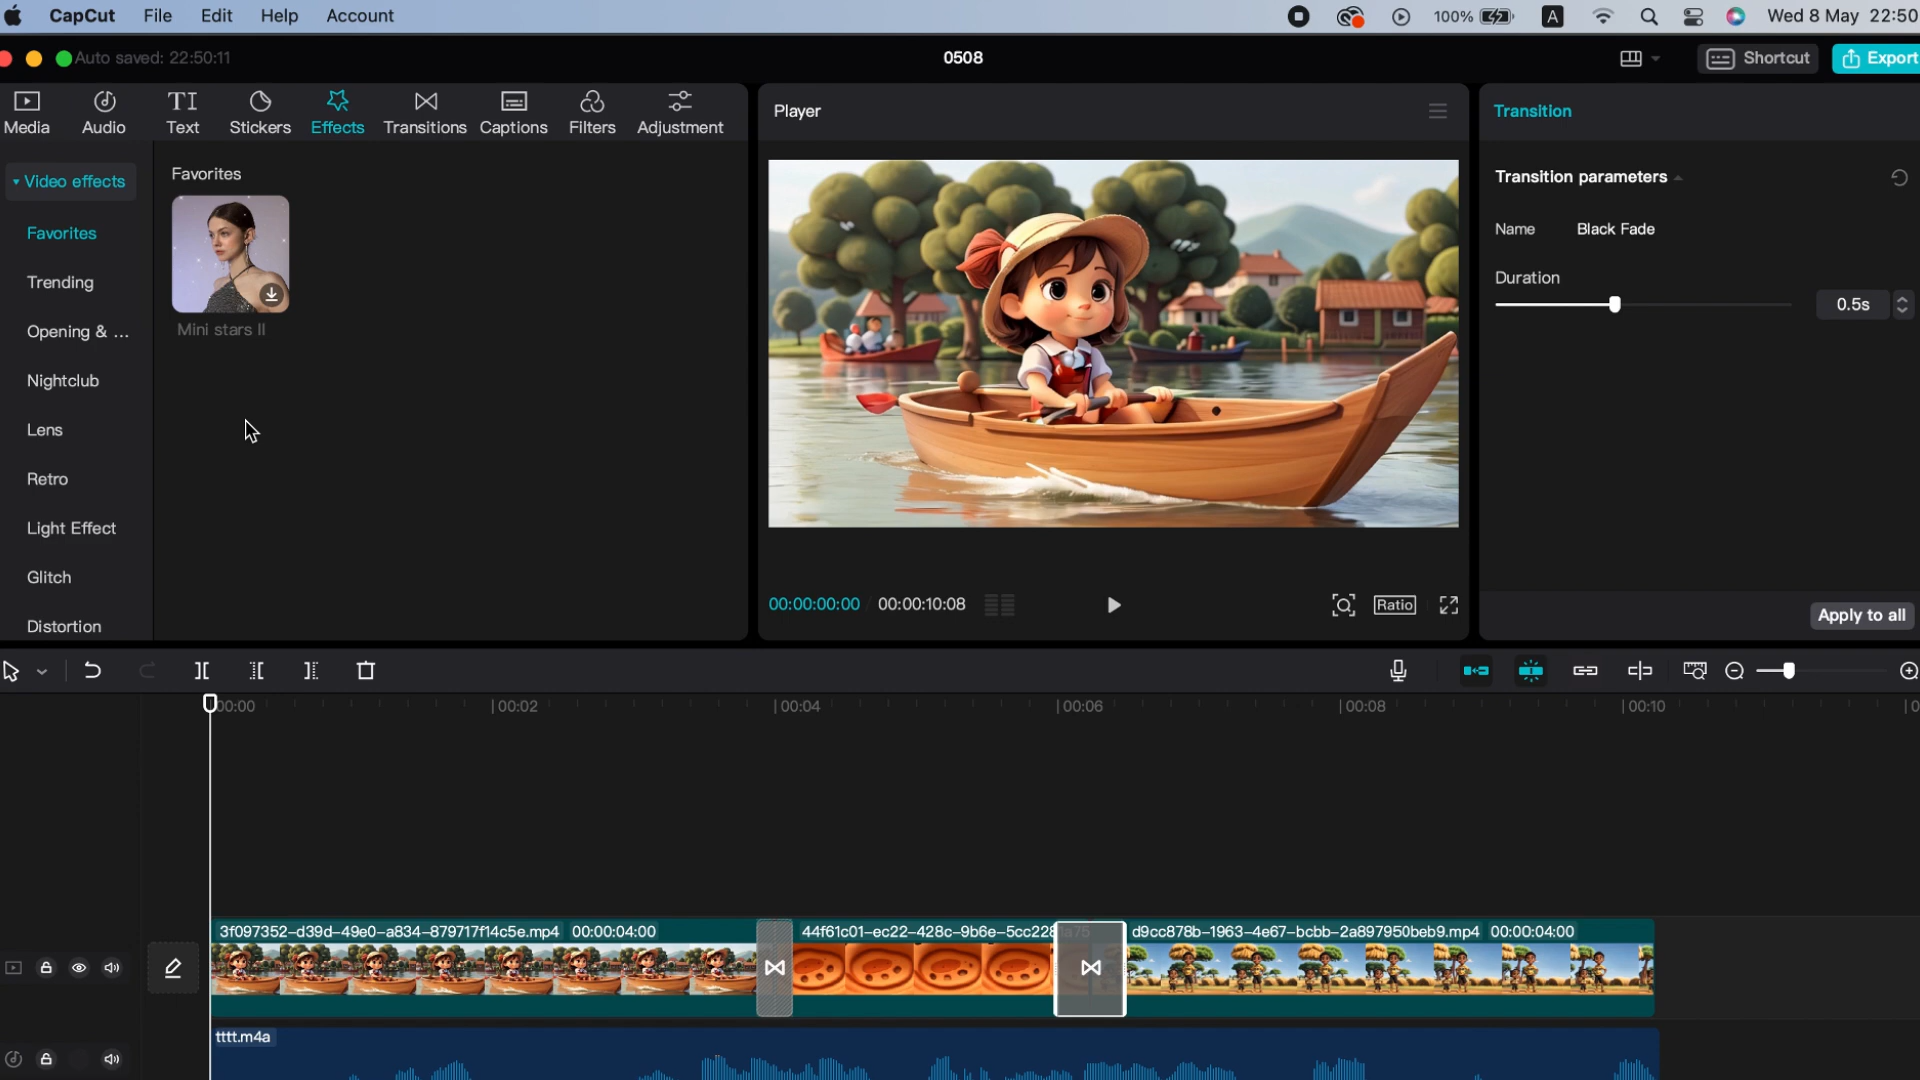 CapCut File Edit Help Account 100% A Wed 8 May 22:50
Auto saved: 22:50:11 0508 Shortcut Export
Media Audio Text Stickers Effects Transitions Captions Filters Adjustment
Player
Transition
Video effects
Favorites
Trending
Opening & ...
Nightclub
Lens
Retro
Light Effect
Glitch
Distortion
Favorites
Mini stars II
00:00:00:00 00:00:10:08 Ratio
Transition parameters
Name Black Fade
Duration
0.5s
Apply to all
00:00 00:02 00:04 00:06 00:08 00:10
3f097352-d39d-49e0-a834-879717f14c5e.mp4 00:00:04:00
44f61c01-ec22-428c-9b6e-5cc228 a75
d9cc878b-1963-4e67-bcbb-2a897950beb9.mp4 00:00:04:00
tttt.m4a